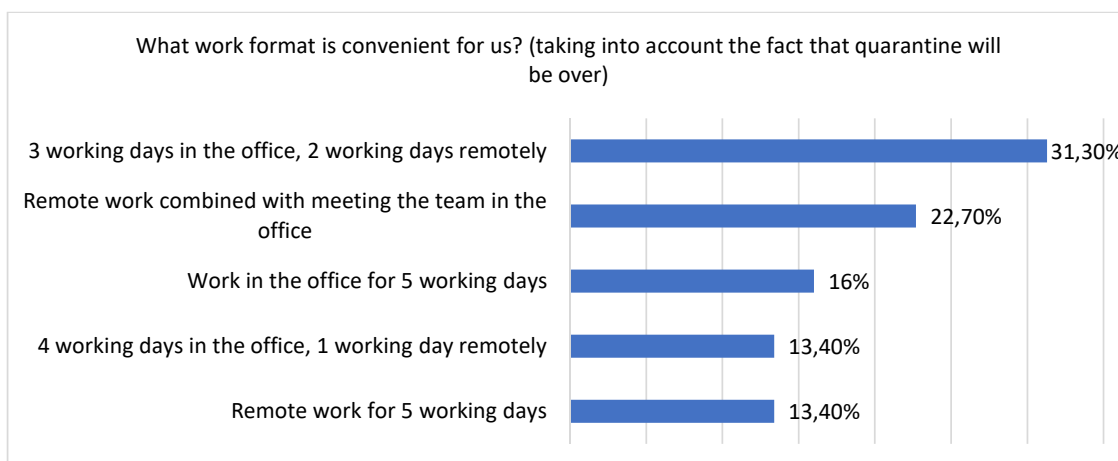 What work format is convenient for us? (taking into account the fact that quarantine will
be over)
3 working days in the office, 2 working days remotely
31,30%
Remote work combined with meeting the team in the
office
22,70%
Work in the office for 5 working days
16%
4 working days in the office, 1 working day remotely
13,40%
Remote work for 5 working days
13,40%